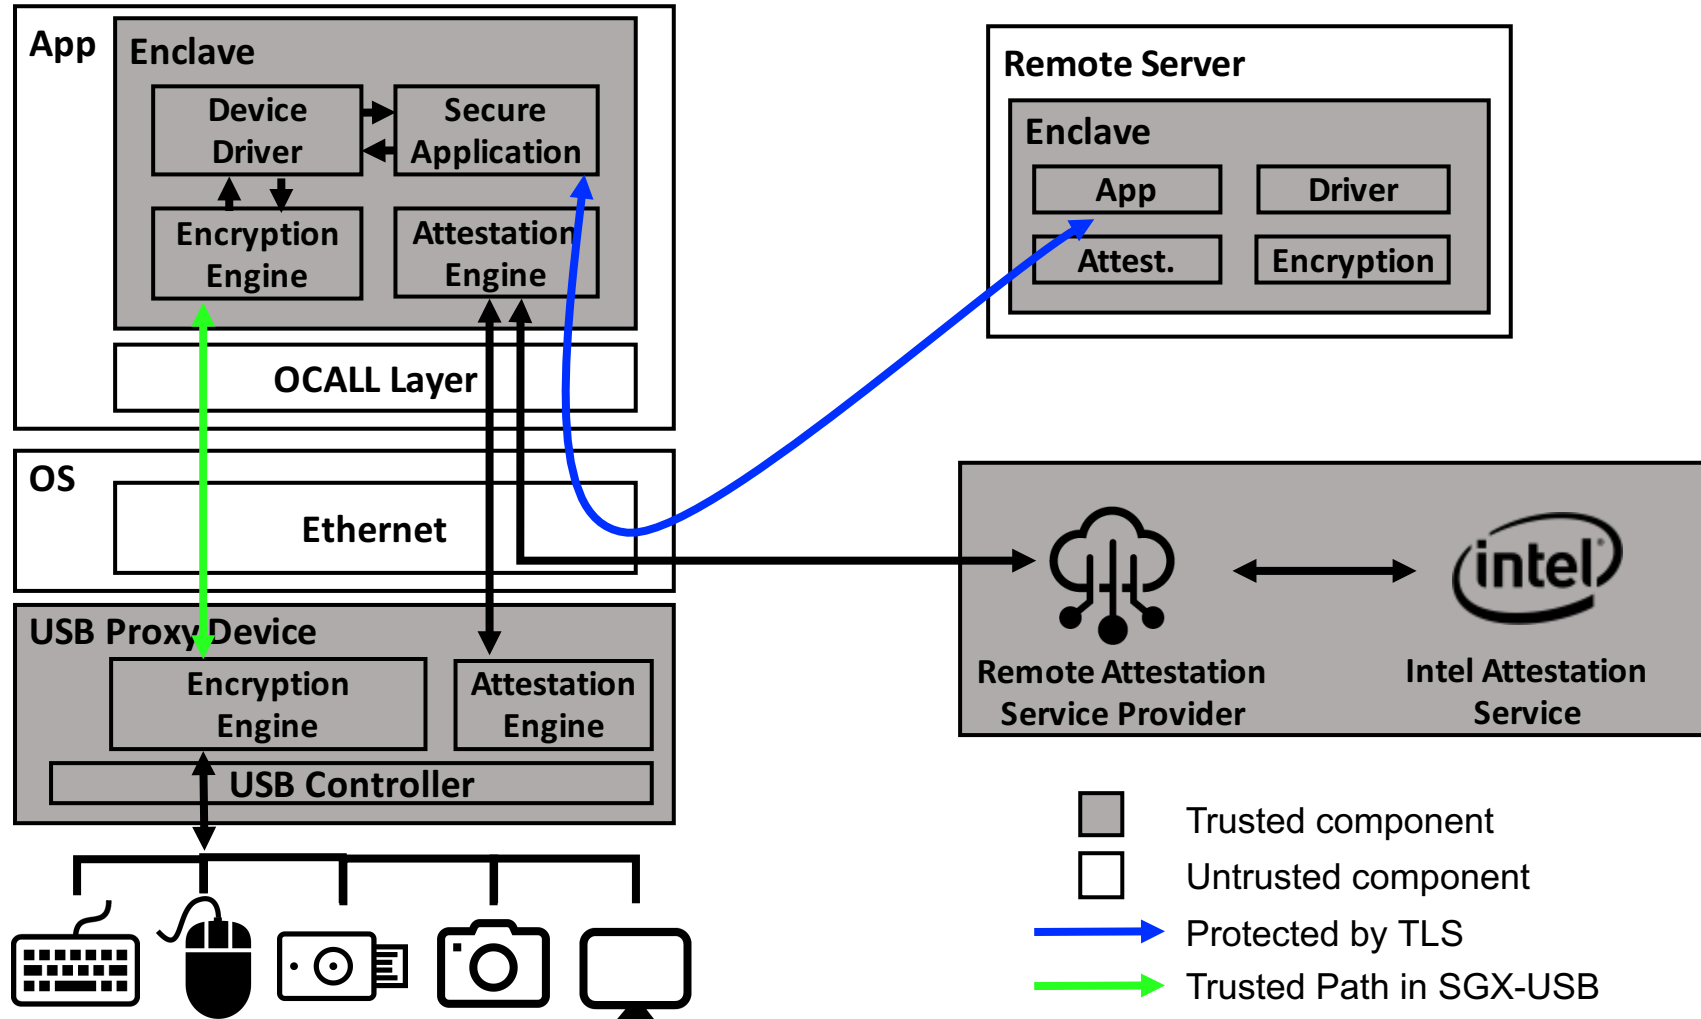 App
Enclave
Device
Driver
Secure
Application
Encryption
Engine
Attestation
Engine
OCALL Layer
OS
Ethernet
USB Proxy Device
Encryption
Engine
Attestation
Engine
USB Controller
Remote Server
Enclave
App
Driver
Attest.
Encryption
intel
Remote Attestation
Service Provider
Intel Attestation
Service
Trusted component
Untrusted component
Protected by TLS
Trusted Path in SGX-USB